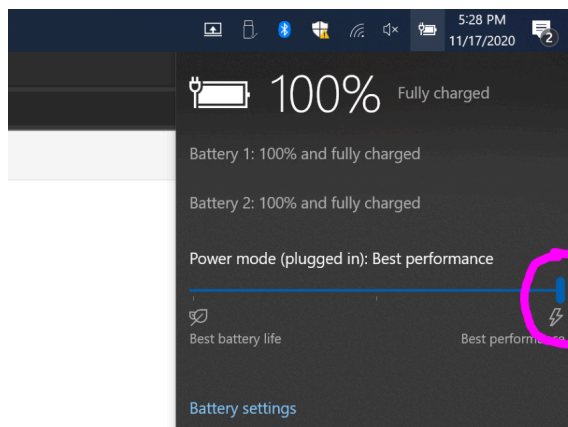 5:28 PM
11/17/2020
2
100% Fully charged
Battery 1: 100% and fully charged
Battery 2: 100% and fully charged
Power mode (plugged in): Best performance
Best battery life Best performance
Battery settings